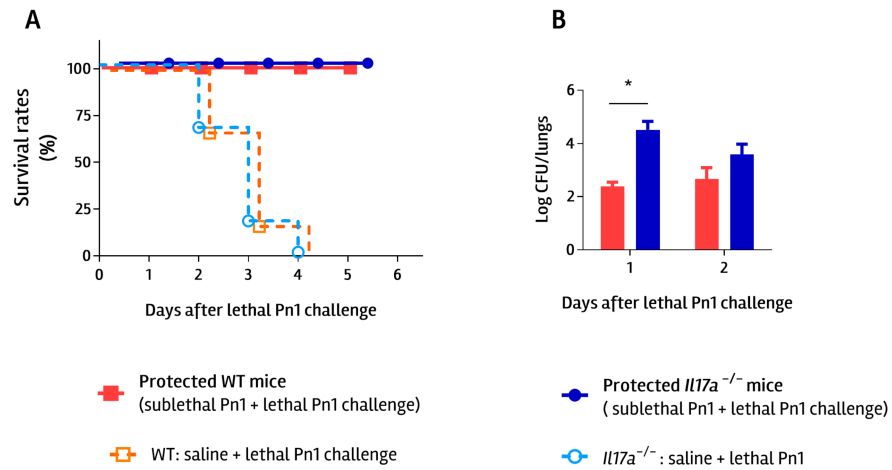 A
Survival rates
(%)
100
75
50
25
0
0 1 2 3 4 5 6
Days after lethal Pn1 challenge
B
Log CFU/lungs
6
4
2
0
*
1 2
Days after lethal Pn1 challenge
Protected WT mice
(sublethal Pn1 + lethal Pn1 challenge)
WT: saline + lethal Pn1 challenge
Protected Il17a −/− mice
( sublethal Pn1 + lethal Pn1 challenge)
Il17a−/− : saline + lethal Pn1